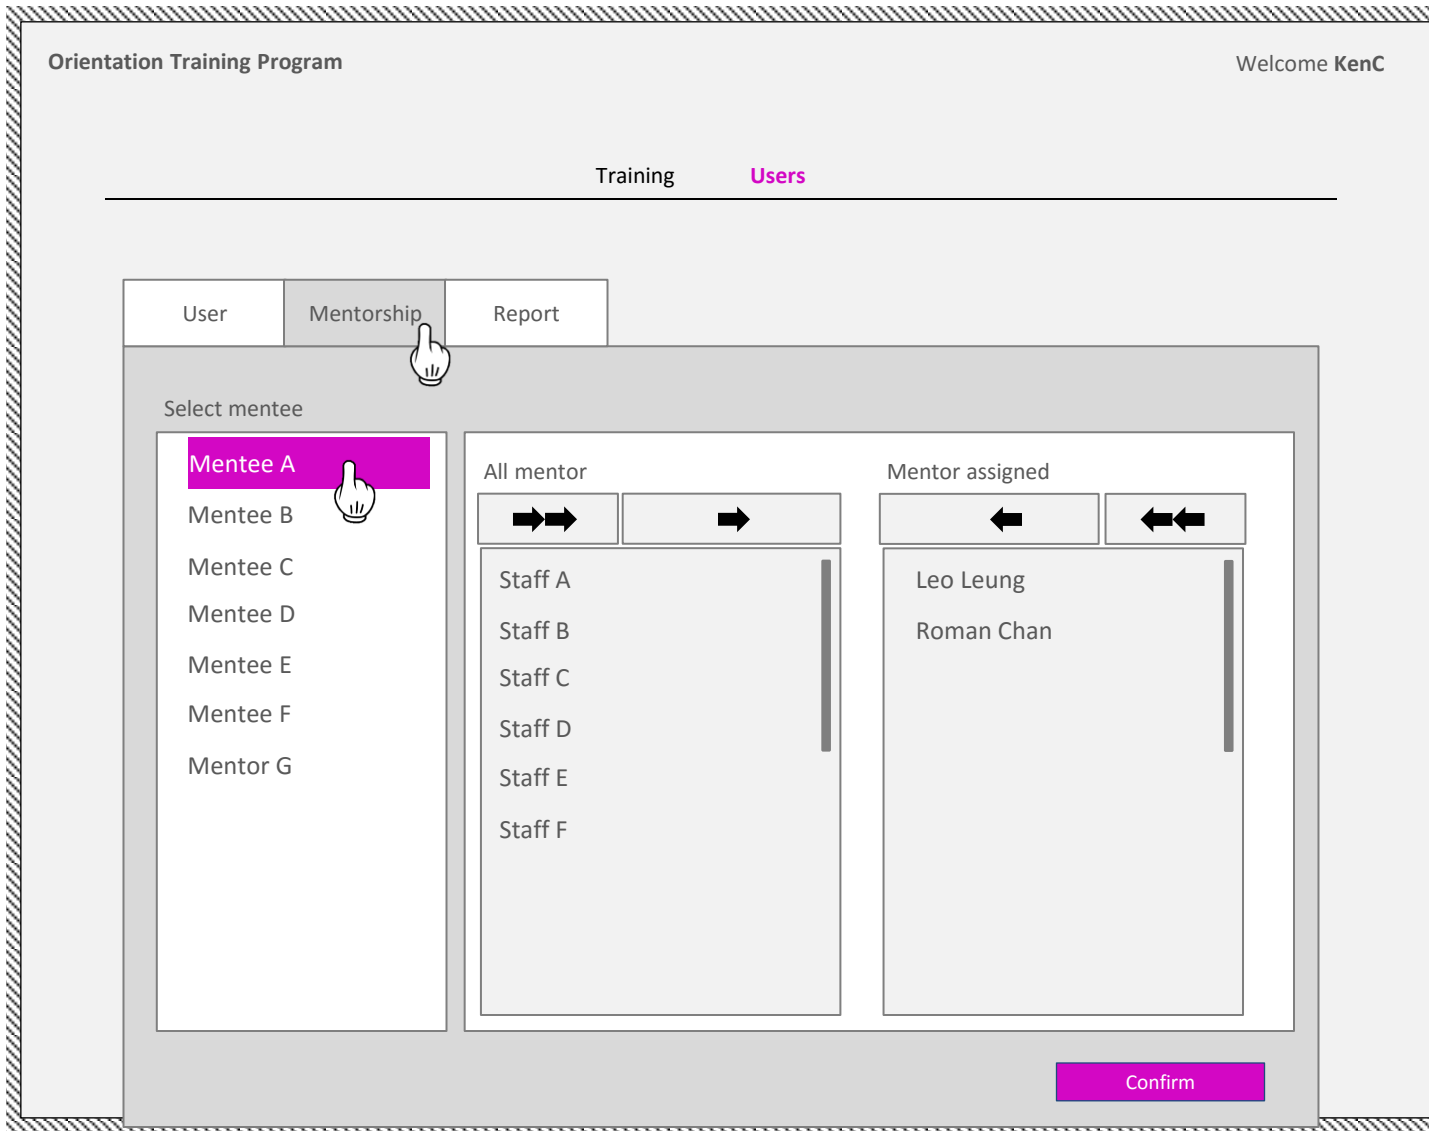 Orientation Training Program
Welcome KenC
Training Users
User Mentorship Report
Select mentee
Mentee A
Mentee B
Mentee C
Mentee D
Mentee E
Mentee F
Mentor G
All mentor
Staff A
Staff B
Staff C
Staff D
Staff E
Staff F
Mentor assigned
Leo Leung
Roman Chan
Confirm